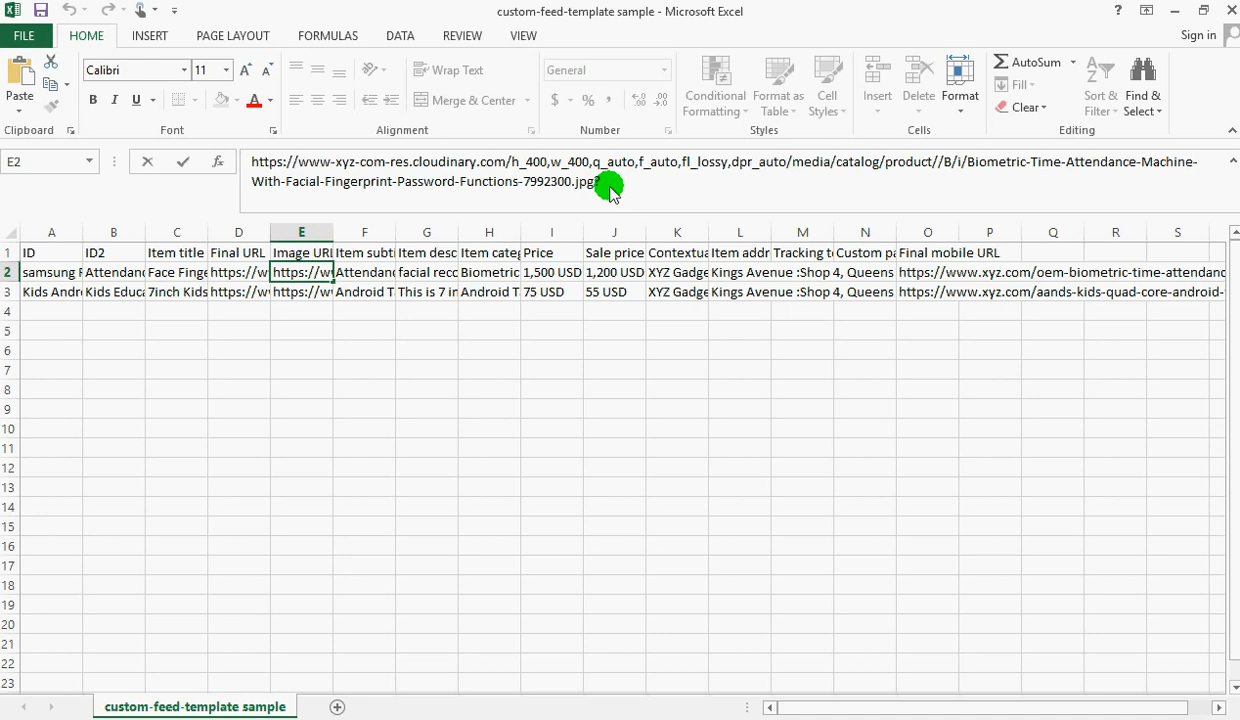 custom-feed-template sample - Microsoft Excel
FILE HOME INSERT PAGE LAYOUT FORMULAS DATA REVIEW VIEW Sign in
Paste
Calibri 11
B I U
Wrap Text
Merge & Center
General
$ % ,
Conditional Formatting
Format as Table
Cell Styles
Insert Delete Format
AutoSum
Fill
Clear
Sort & Filter
Find & Select
Clipboard Font Alignment Number Styles Cells Editing
E2
fx
https://www-xyz-com-res.cloudinary.com/h_400,w_400,q_auto,f_auto,fl_lossy,dpr_auto/media/catalog/product//B/i/Biometric-Time-Attendance-Machine-
With-Facial-Fingerprint-Password-Functions-7992300.jpg?
A B C D E F G H I J K L M N O P Q R S
1 ID ID2 Item title Final URL Image URL Item subti Item desc Item categ Price Sale price Contextua Item addr Tracking te Custom pa Final mobile URL
2 samsung F Attendanc Face Finge https://wv https://wv Attendanc facial reco Biometric 1,500 USD 1,200 USD XYZ Gadge Kings Avenue :Shop 4, Queens https://www.xyz.com/oem-biometric-time-attendanc
3 Kids Andro Kids Educa 7inch Kids https://wv https://wv Android T This is 7 in Android T 75 USD 55 USD XYZ Gadge Kings Avenue :Shop 4, Queens https://www.xyz.com/aands-kids-quad-core-android-
4
5
6
7
8
9
10
11
12
13
14
15
16
17
18
19
20
21
22
23
custom-feed-template sample